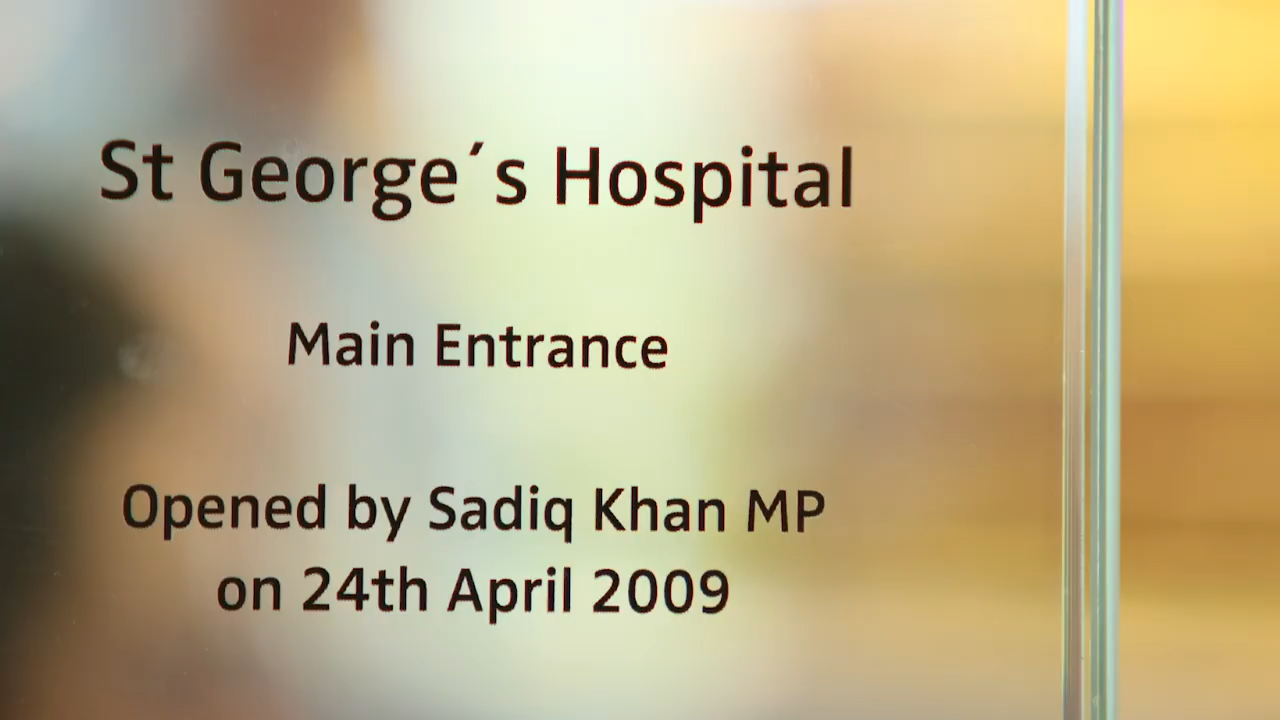 St George´s Hospital
Main Entrance
Opened by Sadiq Khan MP
on 24th April 2009